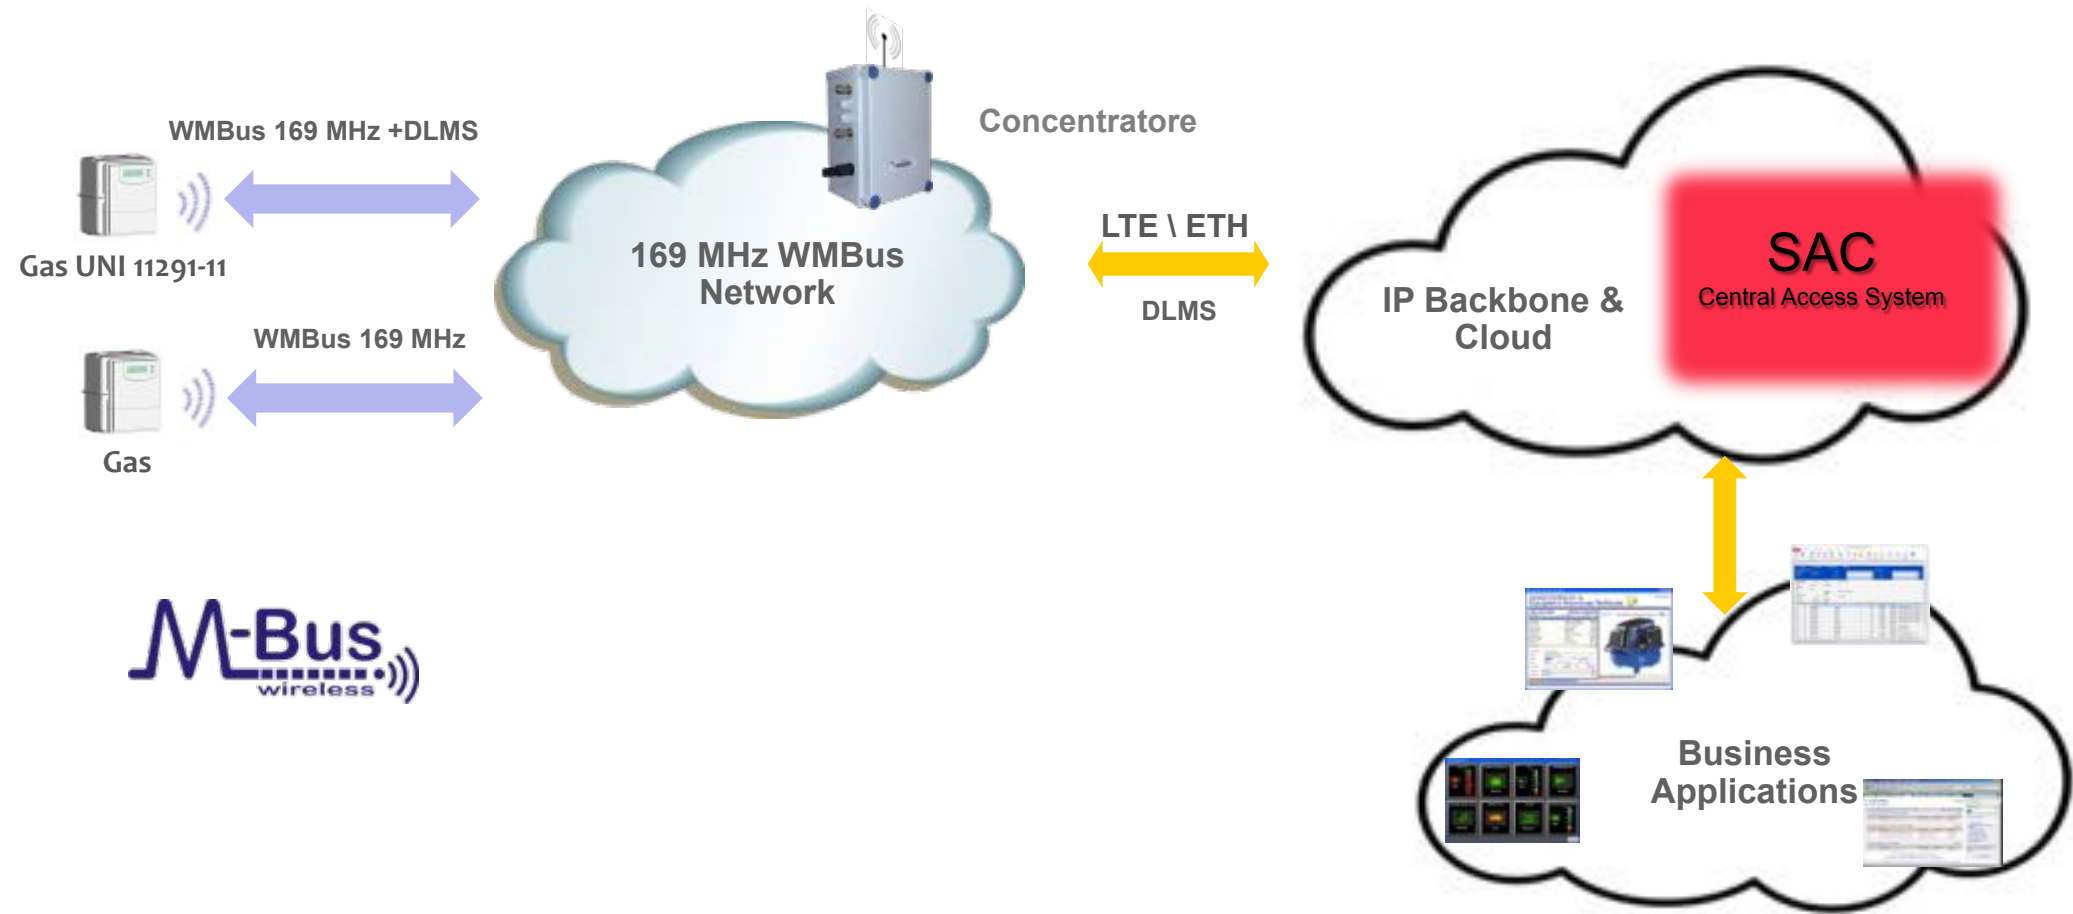 WMBus 169 MHz +DLMS
Gas UNI 11291-11
WMBus 169 MHz
Gas
169 MHz WMBus
Network
Concentratore
LTE \ ETH
DLMS
IP Backbone &
Cloud
SAC
Central Access System
M-Bus
wireless
Business
Applications